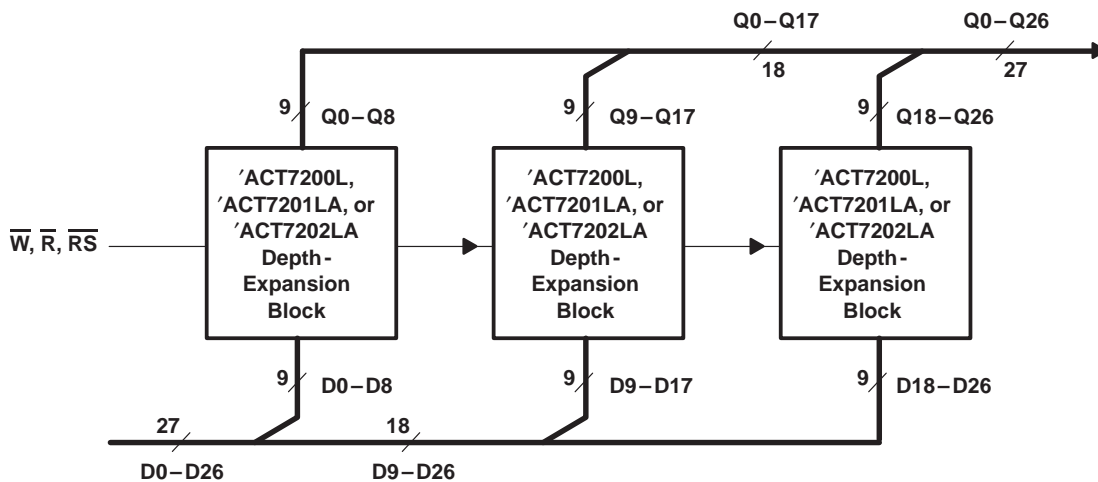 Q0–Q17
Q0–Q26
18
27
9
Q0–Q8
9
Q9–Q17
9
Q18–Q26
′ACT7200L,
′ACT7201LA, or
′ACT7202LA
Depth-
Expansion
Block
′ACT7200L,
′ACT7201LA, or
′ACT7202LA
Depth-
Expansion
Block
′ACT7200L,
′ACT7201LA, or
′ACT7202LA
Depth-
Expansion
Block
W̅, R̅, R̅S̅
9
D0–D8
9
D9–D17
9
D18–D26
27
18
D0–D26
D9–D26